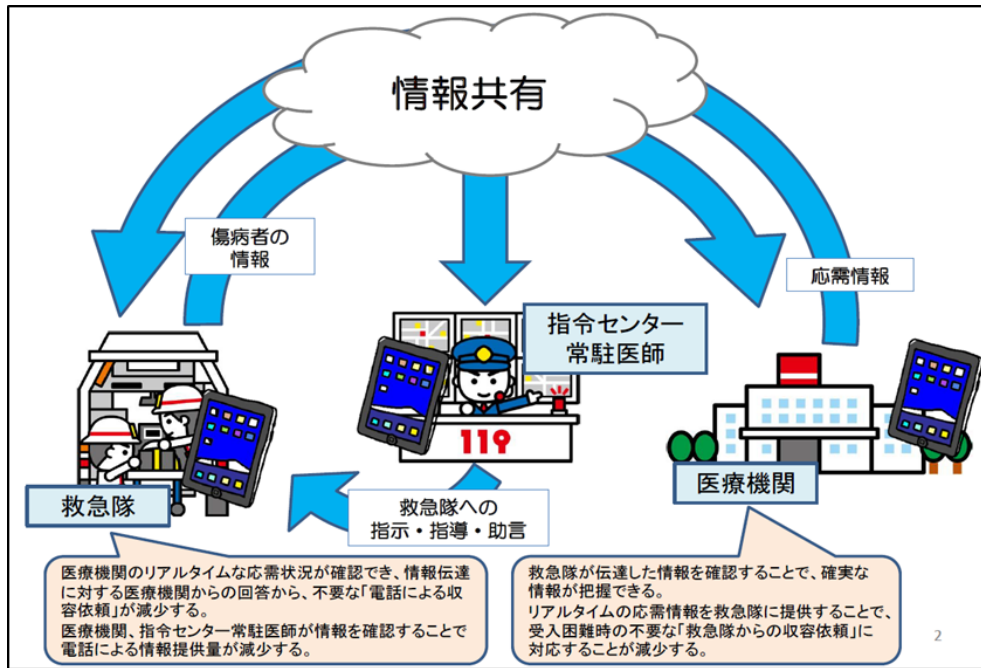 情報共有
傷病者の
情報
応需情報
指令センター
常駐医師
119
救急隊
救急隊への
指示・指導・助言
医療機関
医療機関のリアルタイムな応需状況が確認でき、情報伝達
に対する医療機関からの回答から、不要な「電話による収
容依頼」が減少する。
医療機関、指令センター常駐医師が情報を確認することで
電話による情報提供量が減少する。
救急隊が伝達した情報を確認することで、確実な
情報が把握できる。
リアルタイムの応需情報を救急隊に提供することで、
受入困難時の不要な「救急隊からの収容依頼」に
対応することが減少する。
2